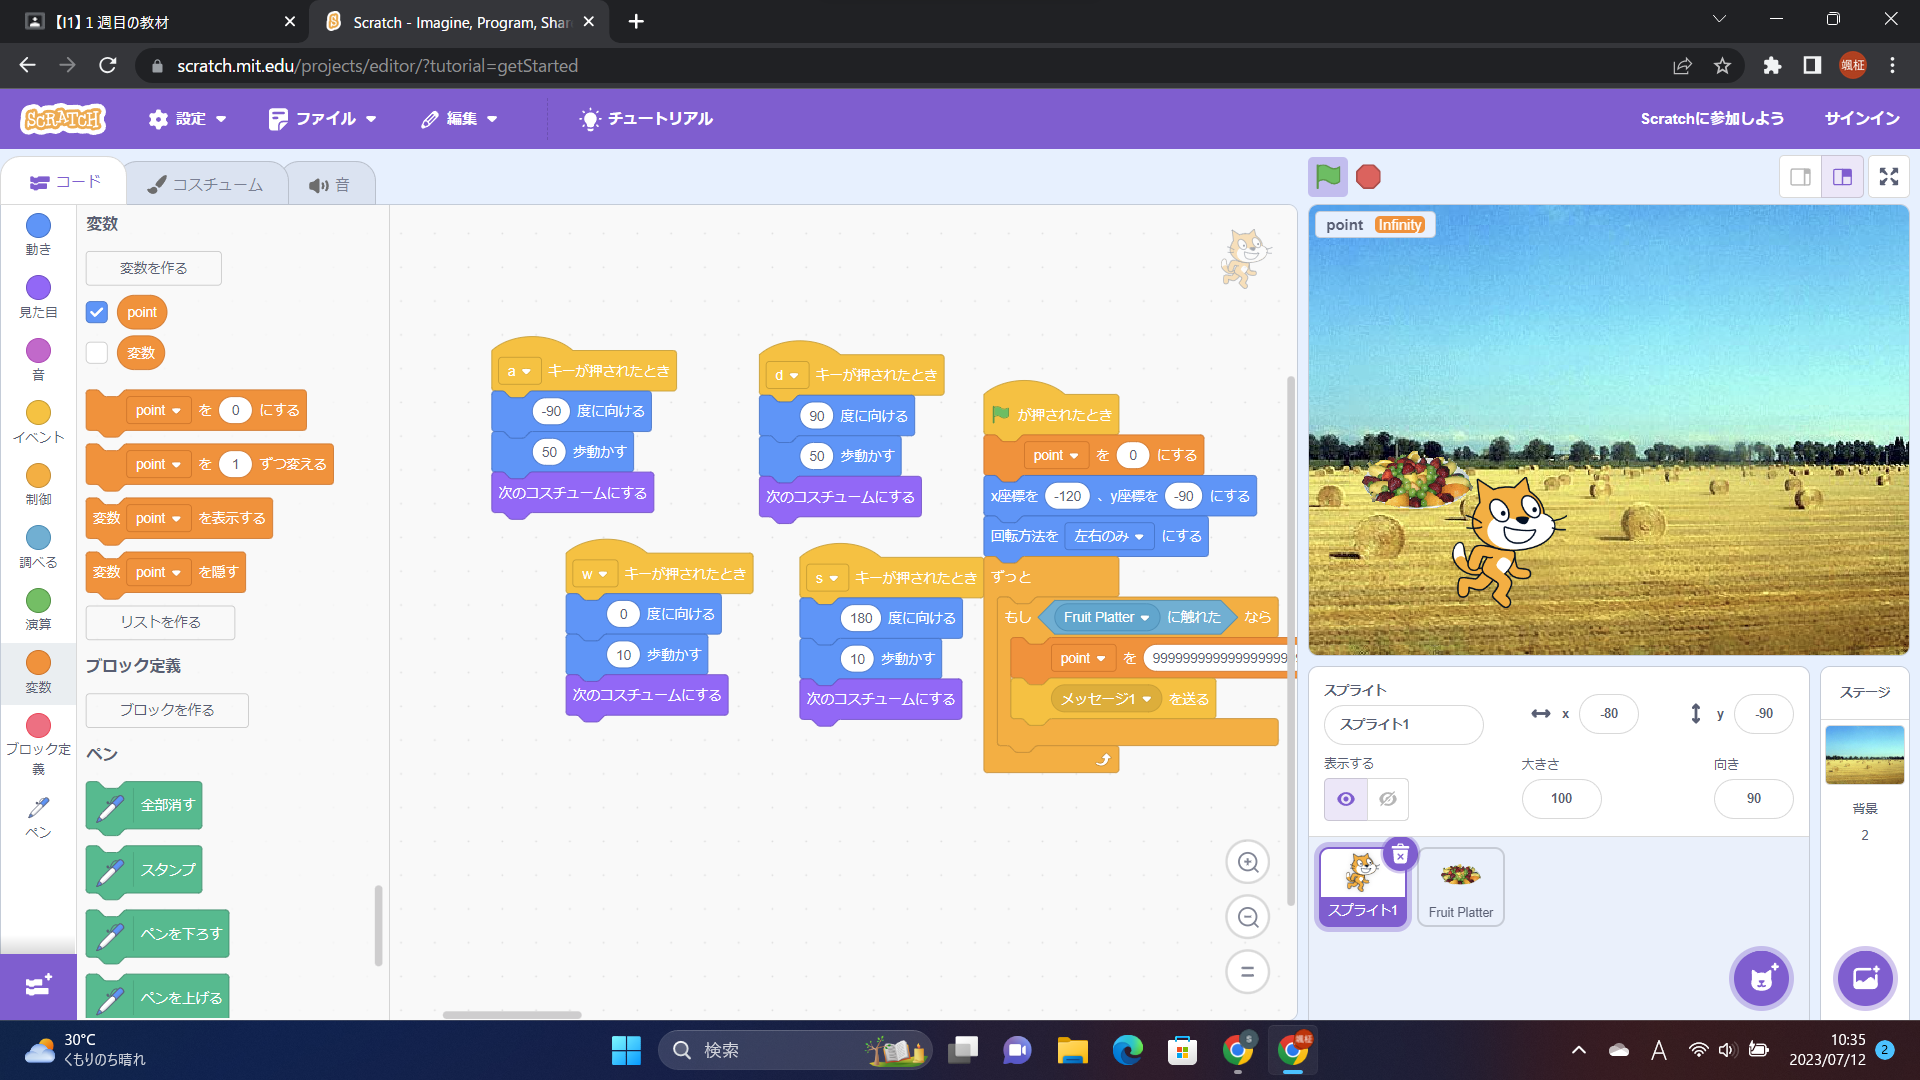 【I1】１週目の教材
Scratch - Imagine, Program, Shar
scratch.mit.edu/projects/editor/?tutorial=getStarted
颯柾
SCRATCH
設定
ファイル
編集
チュートリアル
Scratchに参加しよう
サインイン
コード
コスチューム
音
動き
見た目
音
イベント
制御
調べる
演算
変数
ブロック定義
ペン
変数
変数を作る
point
変数
point を 0 にする
point を 1 ずつ変える
変数 point を表示する
変数 point を隠す
リストを作る
ブロック定義
ブロックを作る
ペン
全部消す
スタンプ
ペンを下ろす
ペンを上げる
a キーが押されたとき
-90 度に向ける
50 歩動かす
次のコスチュームにする
d キーが押されたとき
90 度に向ける
50 歩動かす
次のコスチュームにする
w キーが押されたとき
0 度に向ける
10 歩動かす
次のコスチュームにする
s キーが押されたとき
180 度に向ける
10 歩動かす
次のコスチュームにする
が押されたとき
point を 0 にする
x座標を -120 、y座標を -90 にする
回転方法を 左右のみ にする
ずっと
もし Fruit Platter に触れた なら
point を 9999999999999999999
メッセージ1 を送る
point Infinity
スプライト
スプライト1
x -80
y -90
表示する
大きさ
100
向き
90
スプライト1
Fruit Platter
ステージ
背景
2
30°C
くもりのち晴れ
検索
S
颯柾
A
10:35
2023/07/12
2